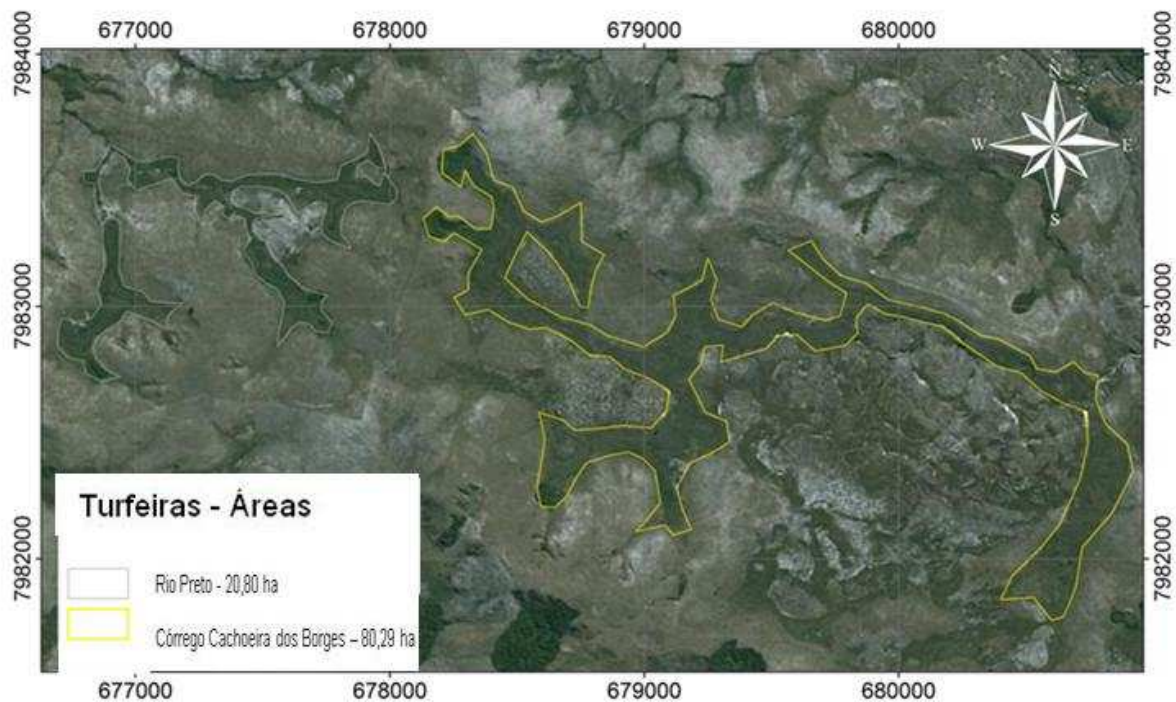 677000 678000 679000 680000
7984000 7984000
N
W E
S
7983000 7983000
Turfeiras - Áreas
Rio Preto - 20,80 ha
Córrego Cachoeira dos Borges – 80,29 ha
7982000 7982000
677000 678000 679000 680000